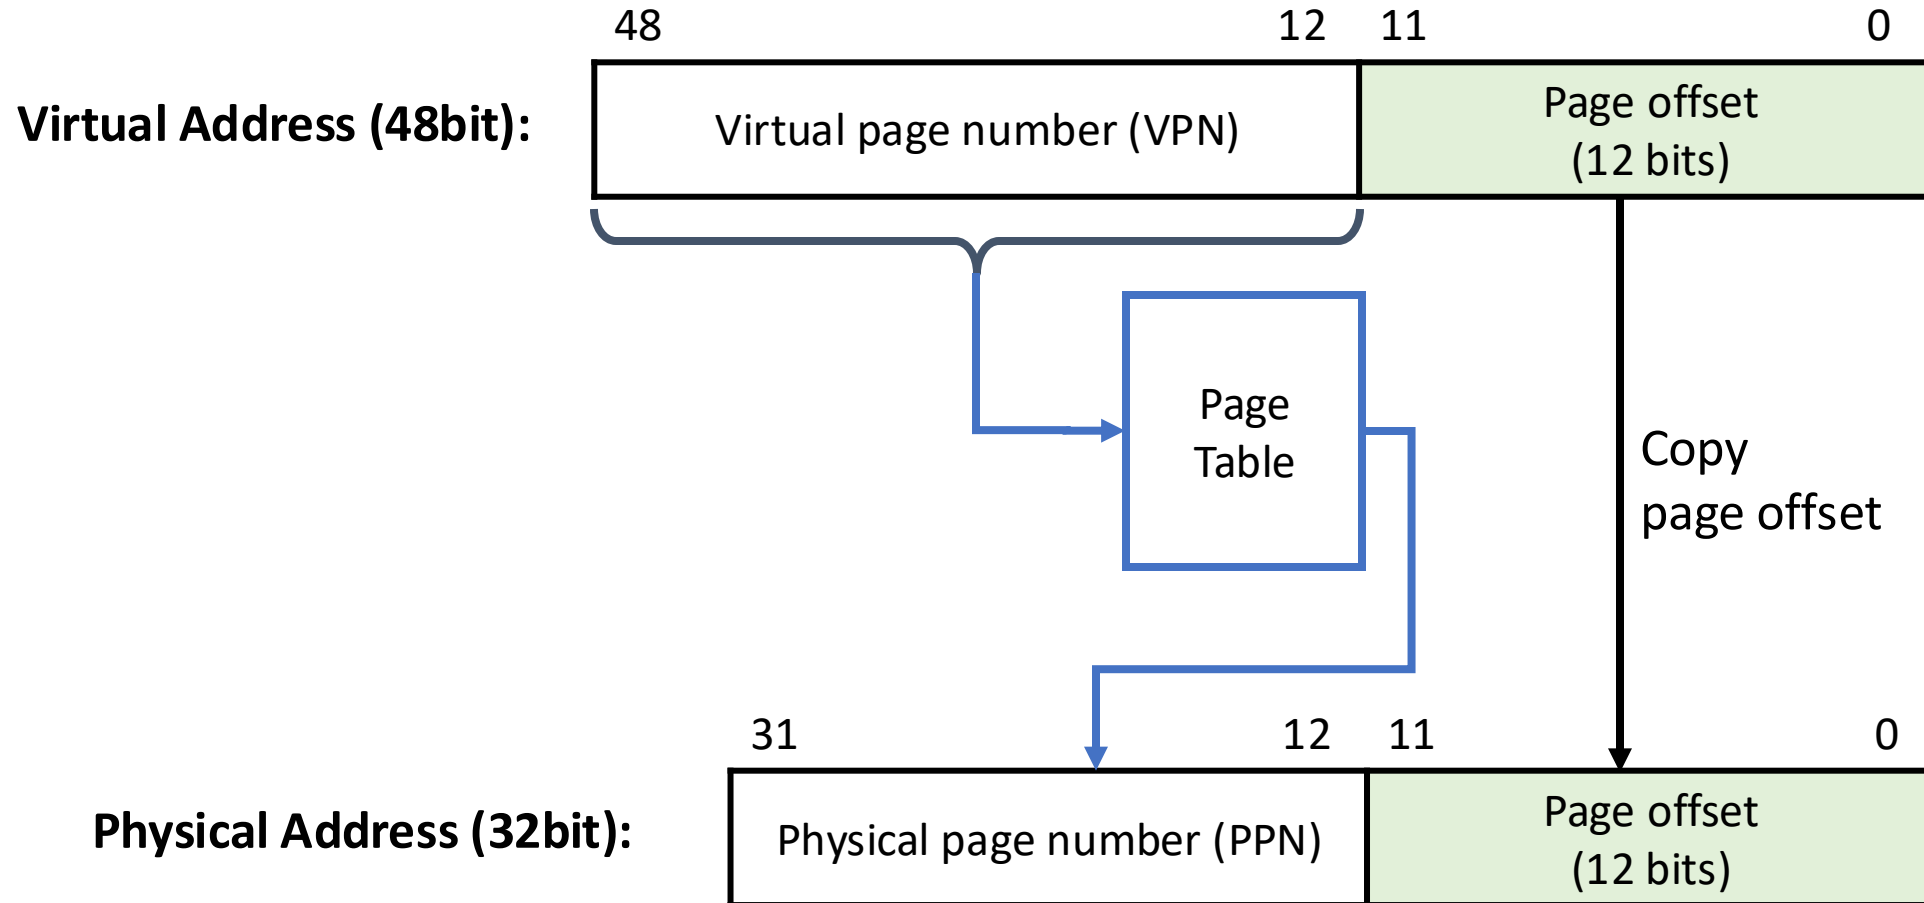 48 12 11 0
Virtual Address (48bit):
Virtual page number (VPN)
Page offset
(12 bits)
Page
Table
Copy
page offset
31 12 11 0
Physical Address (32bit):
Physical page number (PPN)
Page offset
(12 bits)